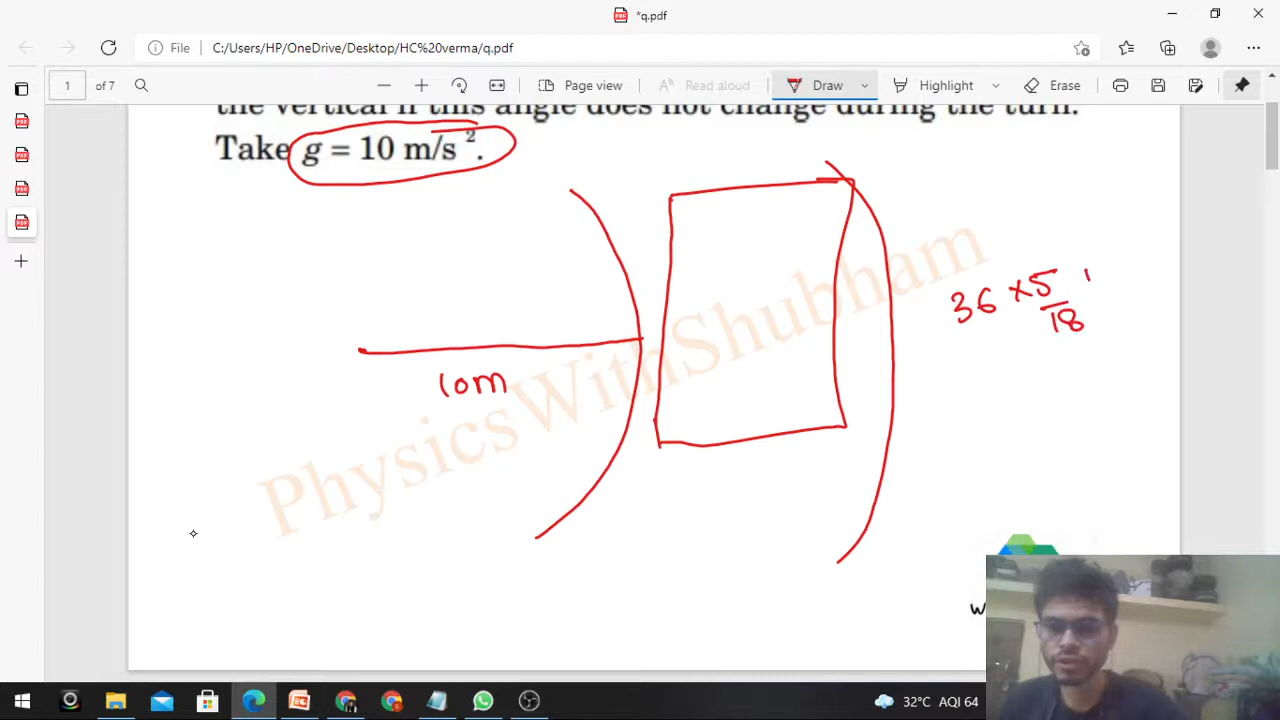 *q.pdf
File C:/Users/HP/OneDrive/Desktop/HC%20verma/q.pdf
1 of 7 Page view Read aloud Draw Highlight Erase
the vertical if this angle does not change during the turn.
Take g = 10 m/s 2.
PhysicsWithShubham
36 × 5/18
10m
w
32°C AQI 64